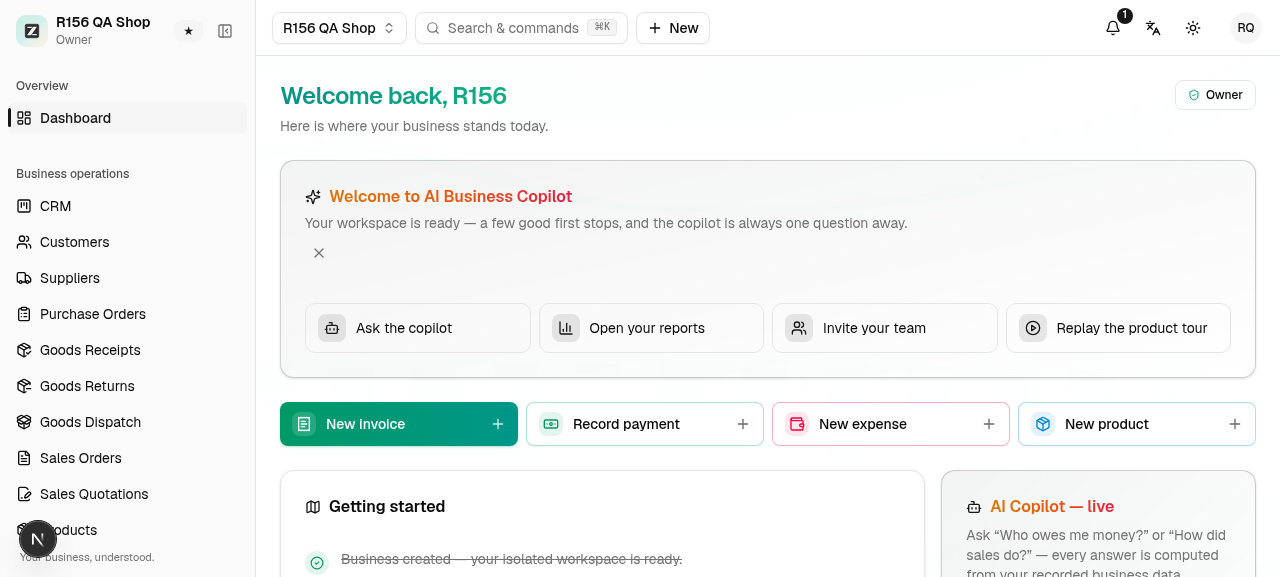 R156 QA Shop
Owner
Overview
Dashboard
Business operations
CRM
Customers
Suppliers
Purchase Orders
Goods Receipts
Goods Returns
Goods Dispatch
Sales Orders
Sales Quotations
oducts
Your business, understood.
N
R156 QA Shop
Search & commands ⌘K
New
1
RQ
Welcome back, R156
Owner
Here is where your business stands today.
Welcome to AI Business Copilot
Your workspace is ready — a few good first stops, and the copilot is always one question away.
Ask the copilot
Open your reports
Invite your team
Replay the product tour
New invoice
Record payment
New expense
New product
Getting started
Business created — your isolated workspace is ready.
AI Copilot — live
Ask “Who owes me money?” or “How did
sales do?” — every answer is computed
from your recorded business data